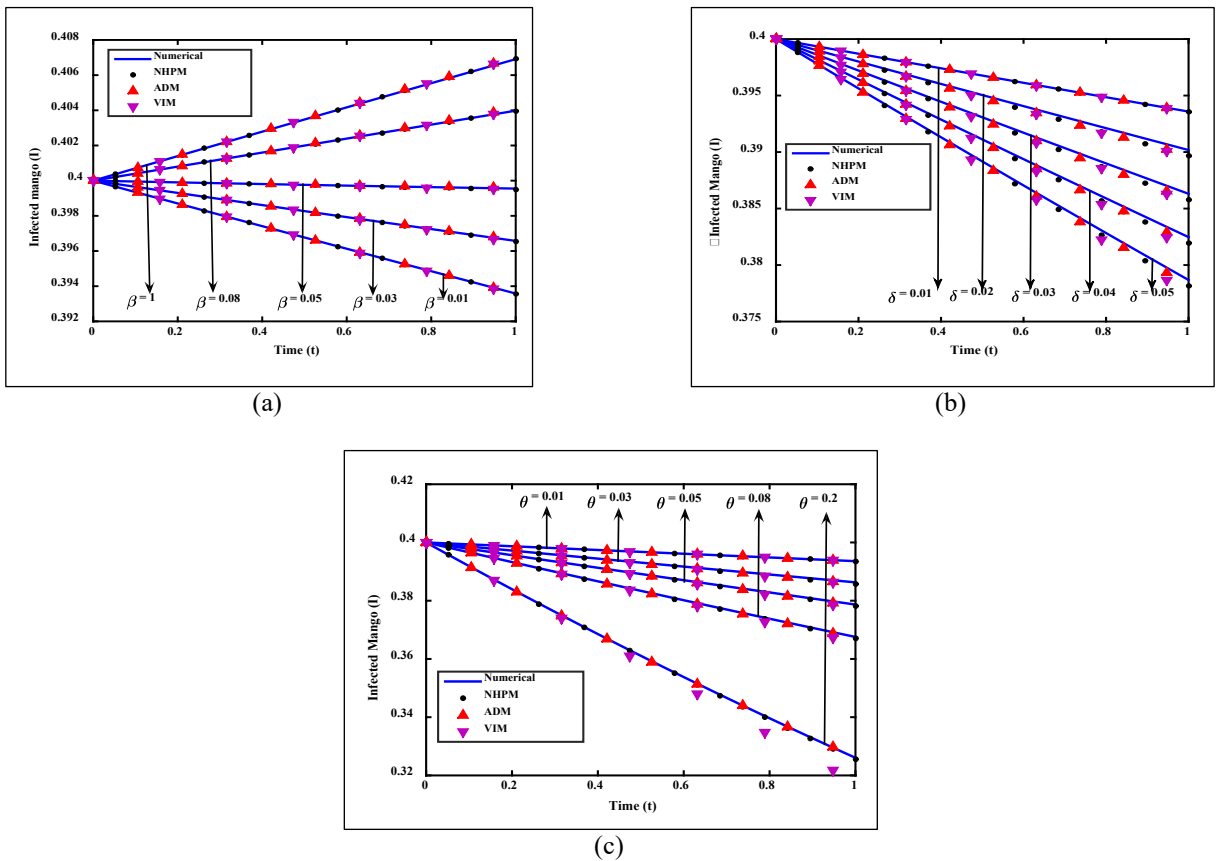 0.408
0.406
0.404
0.402
0.4
0.398
0.396
0.394
0.392
Infected mango (I)
Numerical
NHPM
ADM
VIM
β = 1
β = 0.08
β = 0.05
β = 0.03
β = 0.01
0 0.2 0.4 0.6 0.8 1
Time (t)
(a)
0.4
0.395
0.39
0.385
0.38
0.375
□Infected Mango (I)
Numerical
NHPM
ADM
VIM
δ = 0.01
δ = 0.02
δ = 0.03
δ = 0.04
δ = 0.05
0 0.2 0.4 0.6 0.8 1
Time (t)
(b)
0.42
0.4
0.38
0.36
0.34
0.32
Infected Mango (I)
θ = 0.01
θ = 0.03
θ = 0.05
θ = 0.08
θ = 0.2
Numerical
NHPM
ADM
VIM
0 0.2 0.4 0.6 0.8 1
Time (t)
(c)